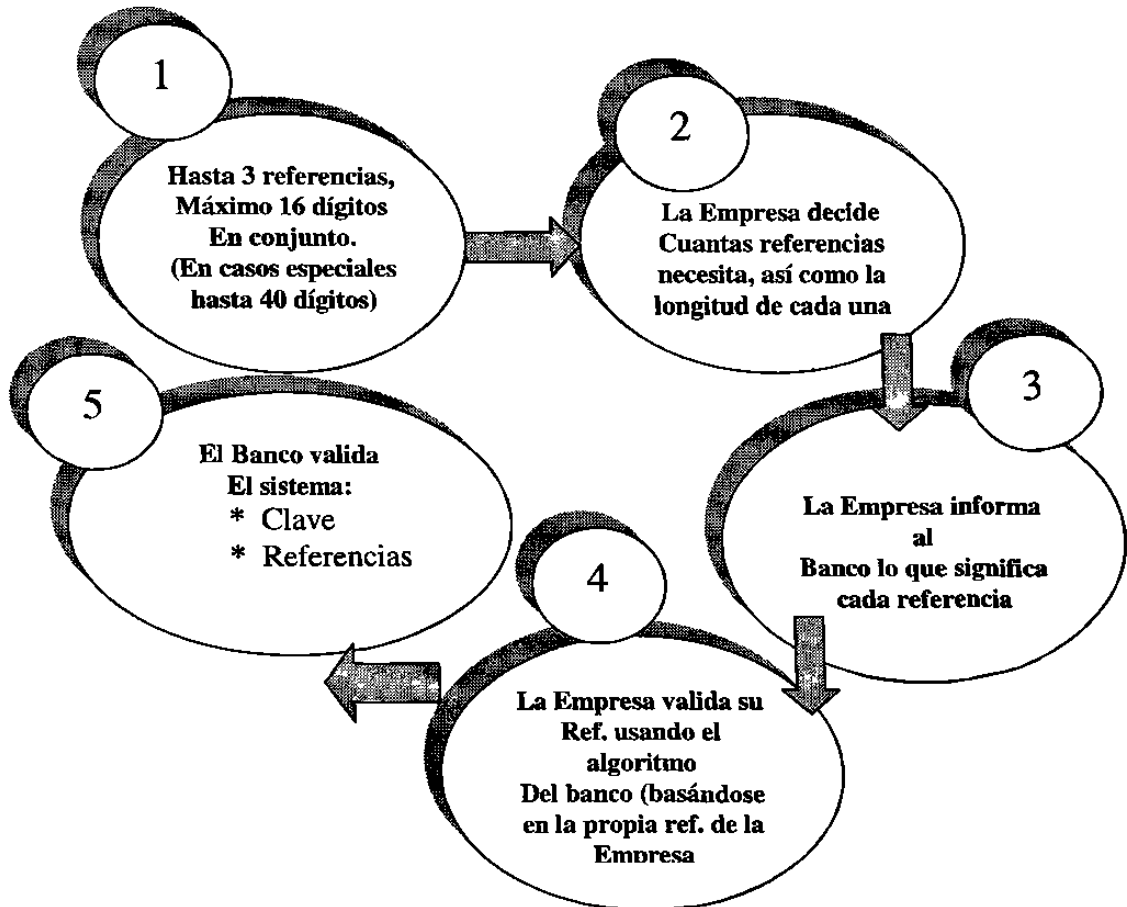 1
Hasta 3 referencias,
Máximo 16 dígitos
En conjunto.
(En casos especiales
hasta 40 dígitos)
2
La Empresa decide
Cuantas referencias
necesita, así como la
longitud de cada una
3
La Empresa informa
al
Banco lo que significa
cada referencia
4
La Empresa valida su
Ref. usando el
algoritmo
Del banco (basándose
en la propia ref. de la
Empresa
5
El Banco valida
El sistema:
* Clave
* Referencias